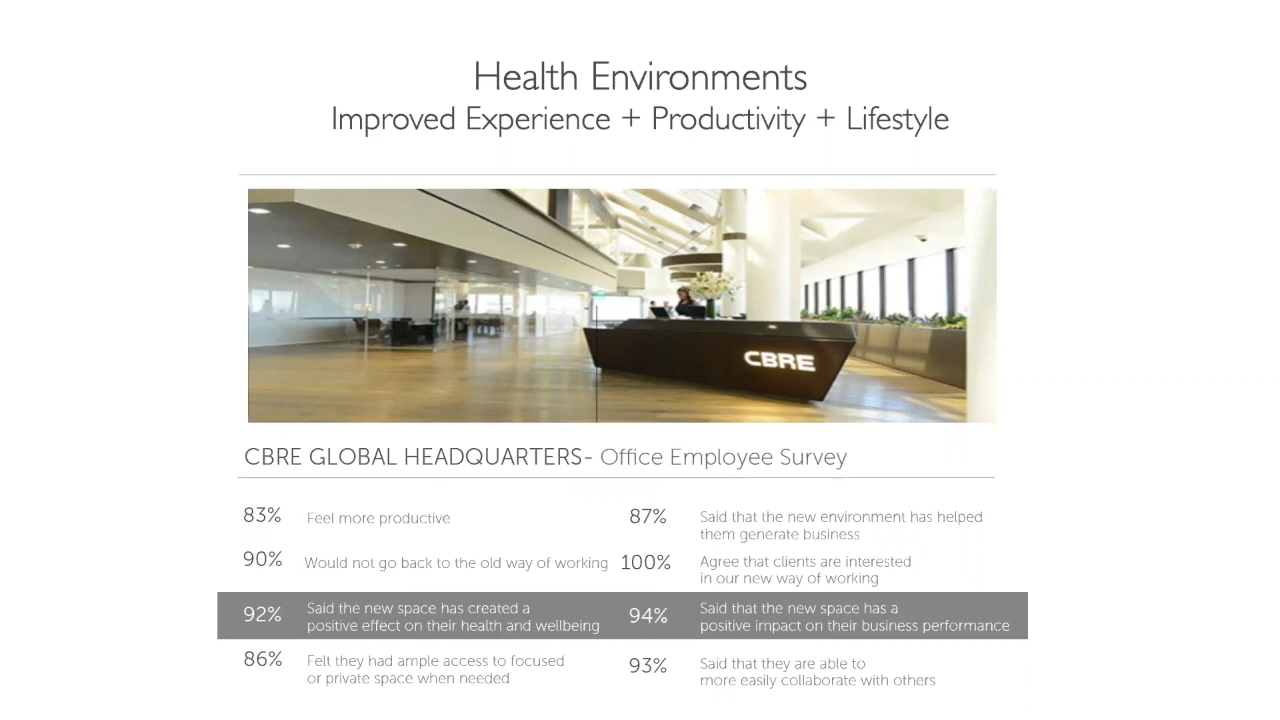 Health Environments
Improved Experience + Productivity + Lifestyle
CBRE
CBRE GLOBAL HEADQUARTERS- Office Employee Survey
83% Feel more productive
90% Would not go back to the old way of working
92% Said the new space has created a
positive effect on their health and wellbeing
86% Felt they had ample access to focused
or private space when needed
87% Said that the new environment has helped
them generate business
100% Agree that clients are interested
in our new way of working
94% Said that the new space has a
positive impact on their business performance
93% Said that they are able to
more easily collaborate with others